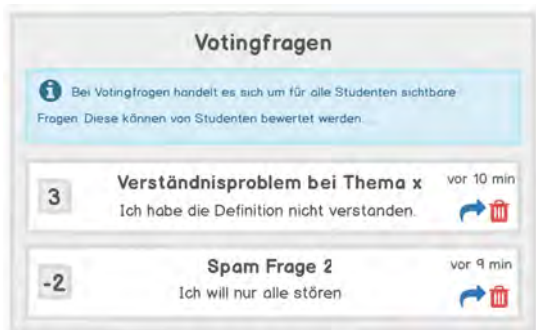 Votingfragen
Bei Votingfragen handelt es sich um für alle Studenten sichtbare
Fragen. Diese können von Studenten bewertet werden.
3
Verständnisproblem bei Thema x
vor 10 min
Ich habe die Definition nicht verstanden.
-2
Spam Frage 2
vor 9 min
Ich will nur alle stören